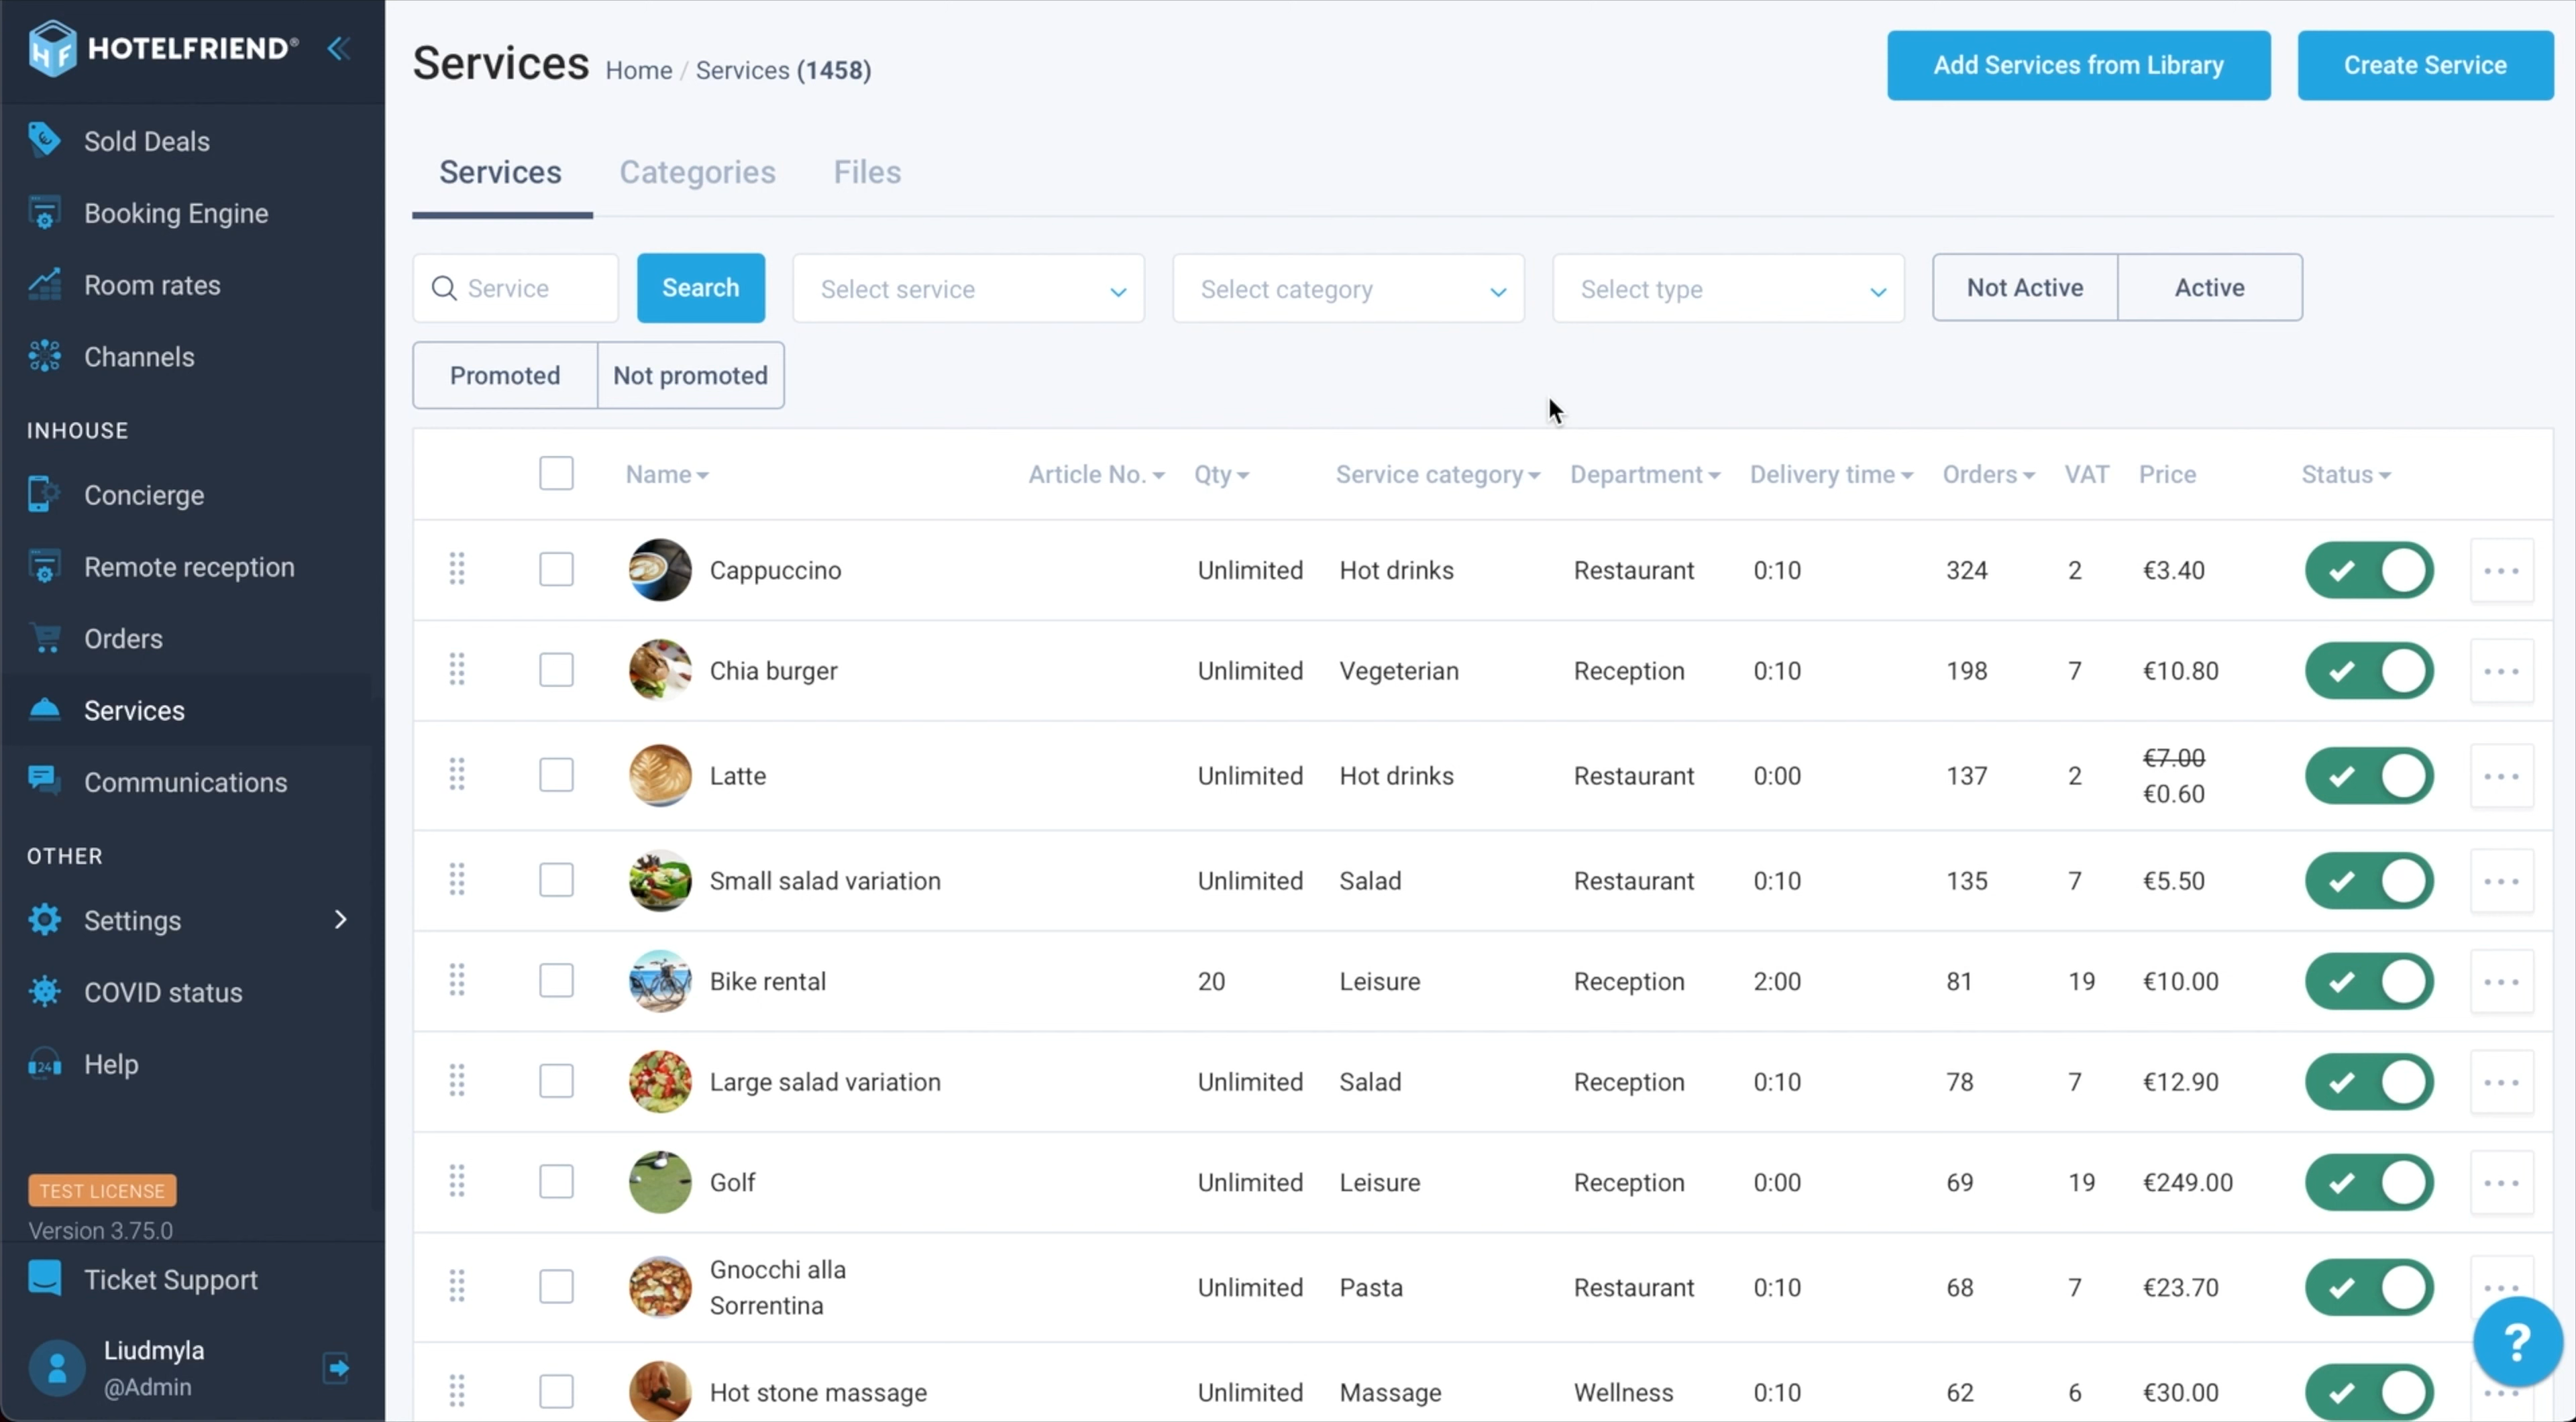 HOTELFRIEND®
Sold Deals
Booking Engine
Room rates
Channels
INHOUSE
Concierge
Remote reception
Orders
Services
Communications
OTHER
Settings
COVID status
24
Help
TEST LICENSE
Version 3.75.0
Ticket Support
Liudmyla
@Admin
Services Home / Services (1458)
Add Services from Library Create Service
Services Categories Files
Service Search Select service Select category Select type Not Active Active
Promoted Not promoted
Name Article No. Qty Service category Department Delivery time Orders VAT Price Status
Cappuccino Unlimited Hot drinks Restaurant 0:10 324 2 €3.40
Chia burger Unlimited Vegeterian Reception 0:10 198 7 €10.80
€7.00
Latte Unlimited Hot drinks Restaurant 0:00 137 2
€0.60
Small salad variation Unlimited Salad Restaurant 0:10 135 7 €5.50
Bike rental 20 Leisure Reception 2:00 81 19 €10.00
Large salad variation Unlimited Salad Reception 0:10 78 7 €12.90
Golf Unlimited Leisure Reception 0:00 69 19 €249.00
Gnocchi alla
Sorrentina Unlimited Pasta Restaurant 0:10 68 7 €23.70
Hot stone massage Unlimited Massage Wellness 0:10 62 6 €30.00
?